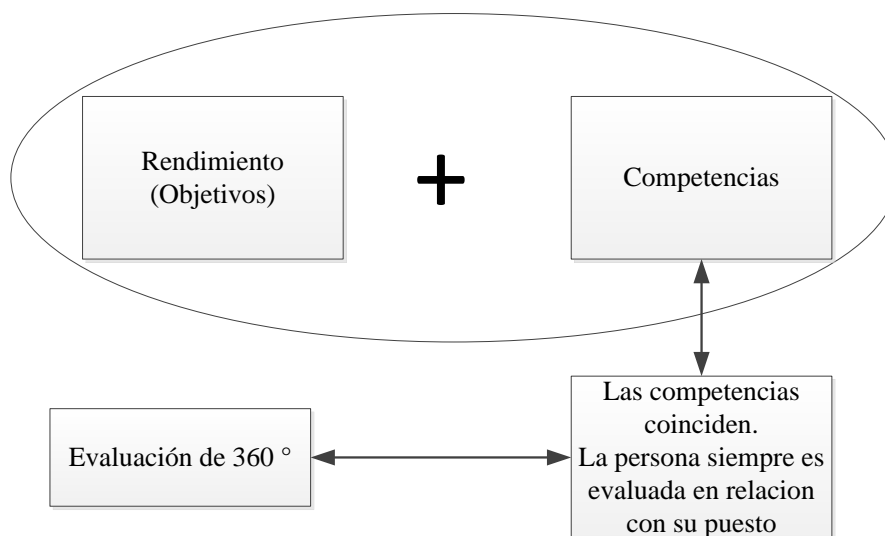 Rendimiento
(Objetivos)
+
Competencias
Las competencias
coinciden.
La persona siempre es
evaluada en relacion
con su puesto
Evaluación de 360 °